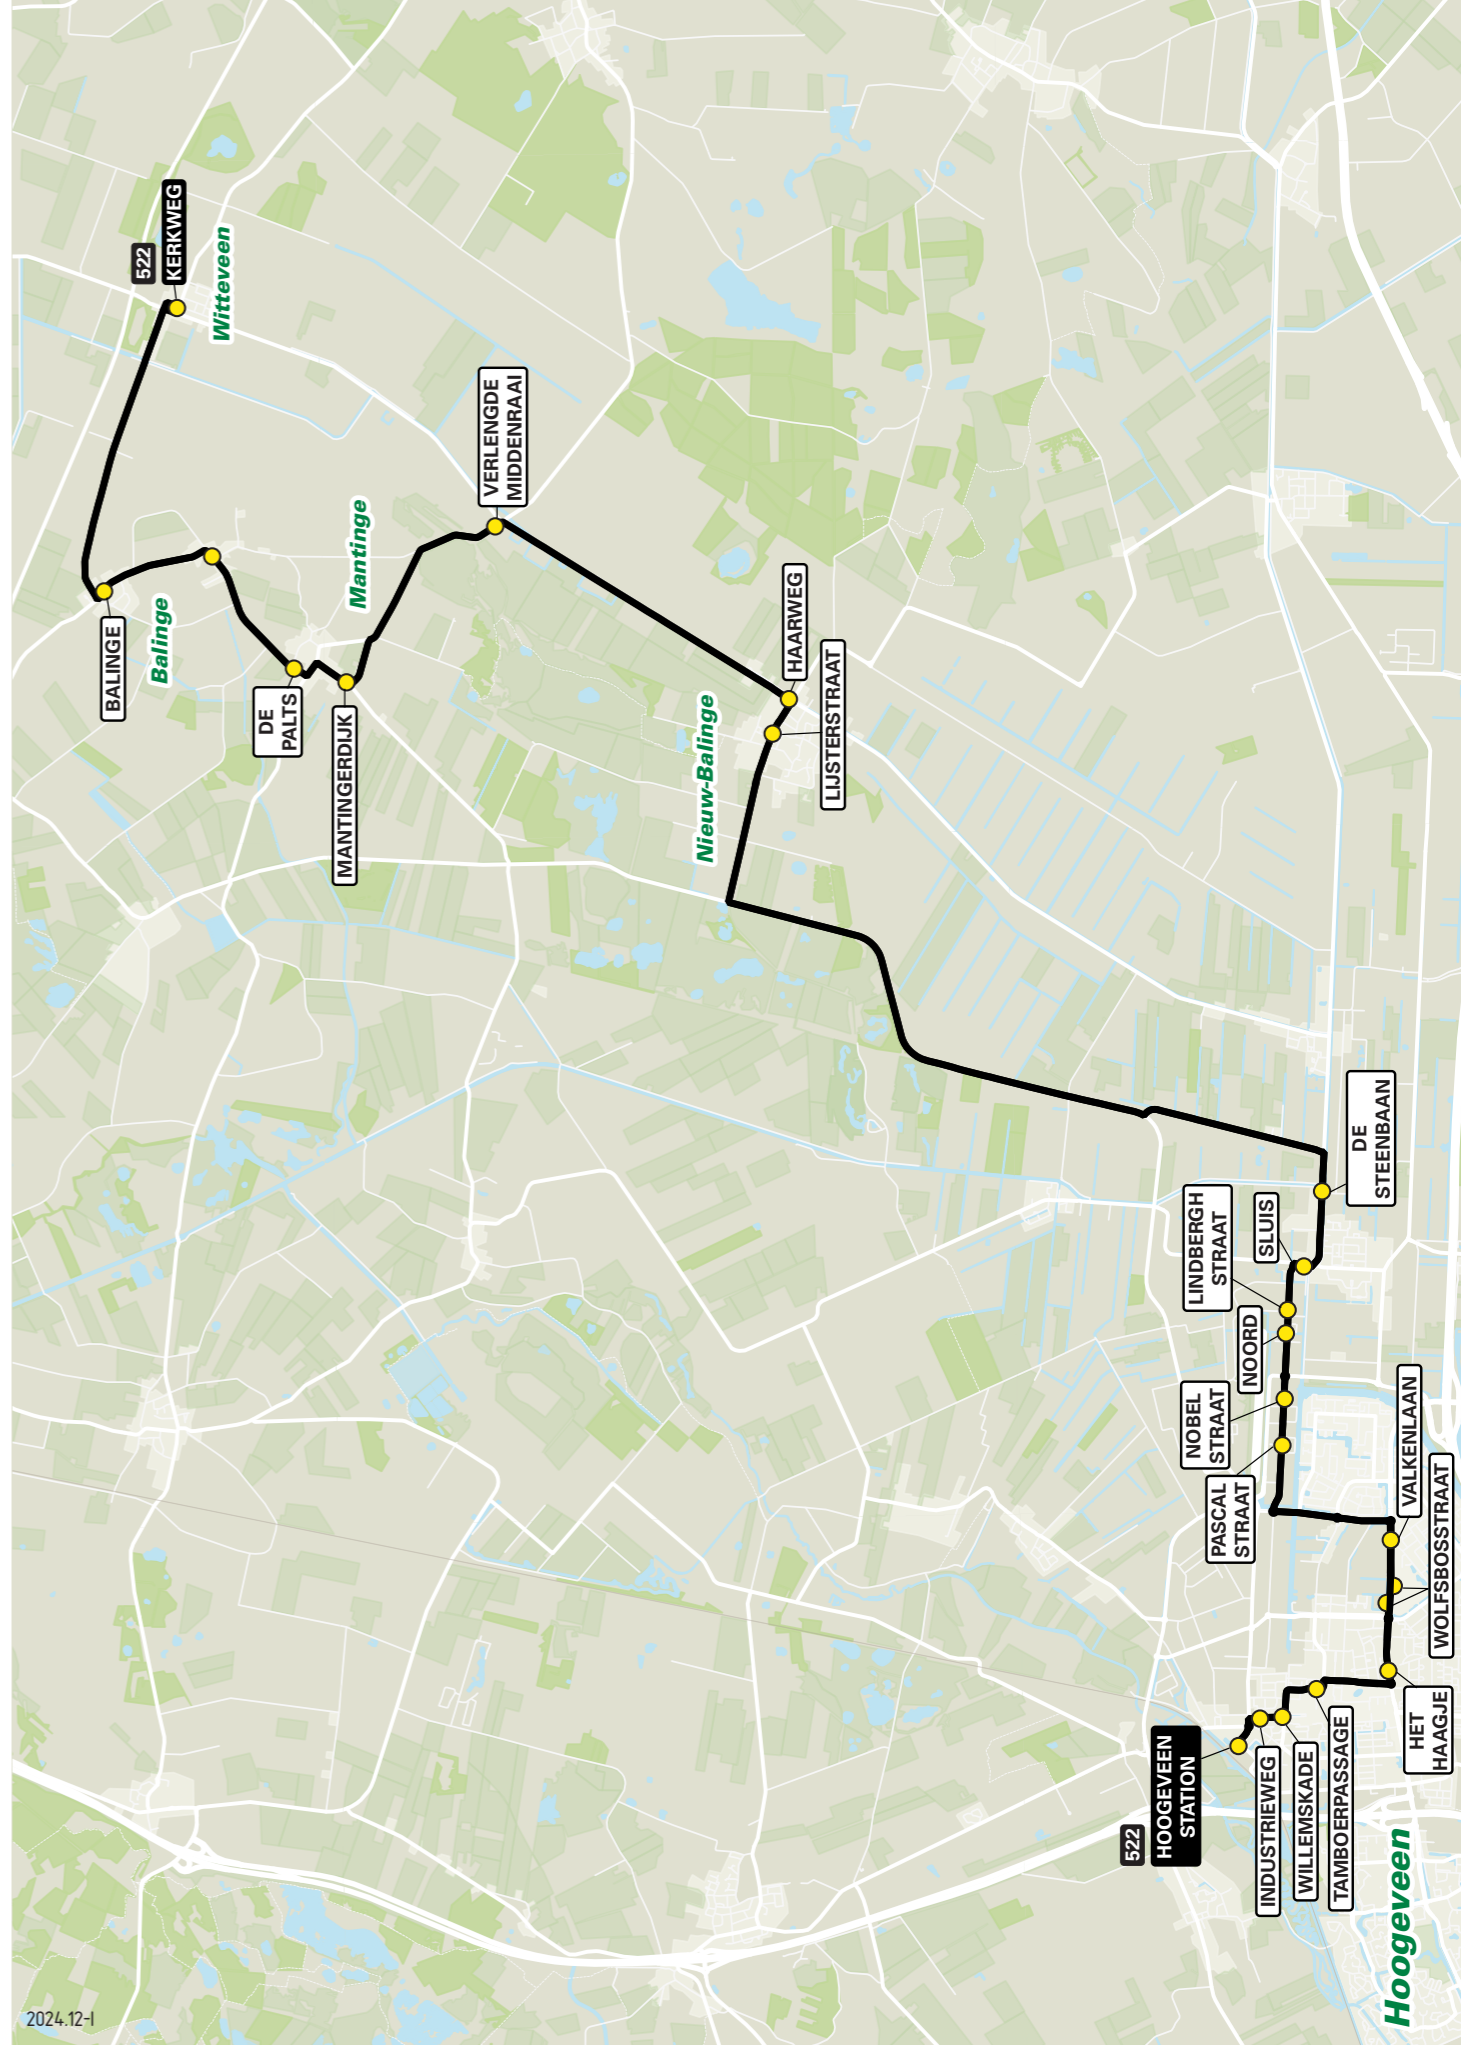 522
KERKWEG
Witteveen
VERLENGDE
MIDDENRAAI
BALINGE
Balinge
DE
PALTS
Mantinge
MANTINGERDIJK
HAARWEG
LIJSTERSTRAAT
Nieuw-Balinge
DE
STEENBAAN
SLUIS
LINDBERGH
STRAAT
NOORD
NOBEL
STRAAT
PASCAL
STRAAT
VALKENLAAN
WOLFSBOSSTRAAT
HET
HAAGJE
TAMBOERPASSAGE
WILLEMSKADE
INDUSTRIEWEG
522
HOOGEVEEN
STATION
Hoogeveen
2024.12-I